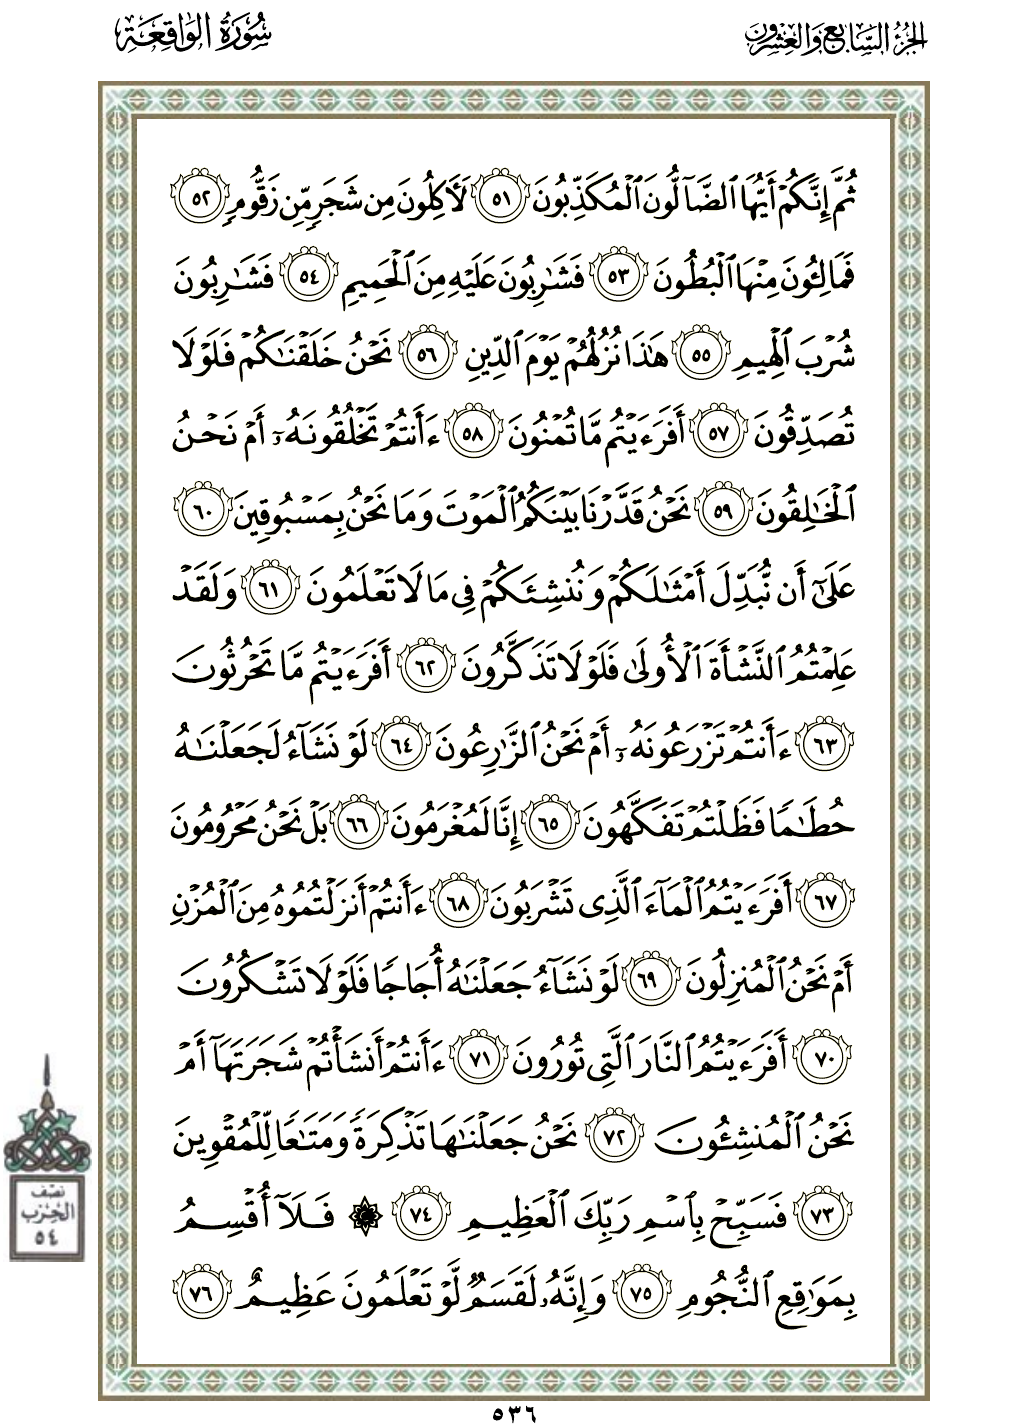 الجزء السابع والعشرون
سورة الواقعة
ثُمَّ إِنَّكُمْ أَيُّهَا ٱلضَّآلُّونَ ٱلْمُكَذِّبُونَ ٥١ لَأٓكِلُونَ مِن شَجَرٍ مِّن زَقُّومٍ ٥٢
فَمَالِـُٔونَ مِنْهَا ٱلْبُطُونَ ٥٣ فَشَٰرِبُونَ عَلَيْهِ مِنَ ٱلْحَمِيمِ ٥٤ فَشَٰرِبُونَ
شُرْبَ ٱلْهِيمِ ٥٥ هَٰذَا نُزُلُهُمْ يَوْمَ ٱلدِّينِ ٥٦ نَحْنُ خَلَقْنَٰكُمْ فَلَوْلَا
تُصَدِّقُونَ ٥٧ أَفَرَءَيْتُم مَّا تُمْنُونَ ٥٨ ءَأَنتُمْ تَخْلُقُونَهُۥٓ أَمْ نَحْنُ
ٱلْخَٰلِقُونَ ٥٩ نَحْنُ قَدَّرْنَا بَيْنَكُمُ ٱلْمَوْتَ وَمَا نَحْنُ بِمَسْبُوقِينَ ٦٠
عَلَىٰٓ أَن نُّبَدِّلَ أَمْثَٰلَكُمْ وَنُنشِئَكُمْ فِى مَا لَا تَعْلَمُونَ ٦١ وَلَقَدْ
عَلِمْتُمُ ٱلنَّشْأَةَ ٱلْأُولَىٰ فَلَوْلَا تَذَكَّرُونَ ٦٢ أَفَرَءَيْتُم مَّا تَحْرُثُونَ
٦٣ ءَأَنتُمْ تَزْرَعُونَهُۥٓ أَمْ نَحْنُ ٱلزَّٰرِعُونَ ٦٤ لَوْ نَشَآءُ لَجَعَلْنَٰهُ
حُطَٰمًا فَظَلْتُمْ تَفَكَّهُونَ ٦٥ إِنَّا لَمُغْرَمُونَ ٦٦ بَلْ نَحْنُ مَحْرُومُونَ
٦٧ أَفَرَءَيْتُمُ ٱلْمَآءَ ٱلَّذِى تَشْرَبُونَ ٦٨ ءَأَنتُمْ أَنزَلْتُمُوهُ مِنَ ٱلْمُزْنِ
أَمْ نَحْنُ ٱلْمُنزِلُونَ ٦٩ لَوْ نَشَآءُ جَعَلْنَٰهُ أُجَاجًا فَلَوْلَا تَشْكُرُونَ
٧٠ أَفَرَءَيْتُمُ ٱلنَّارَ ٱلَّتِى تُورُونَ ٧١ ءَأَنتُمْ أَنشَأْتُمْ شَجَرَتَهَآ أَمْ
نَحْنُ ٱلْمُنشِـُٔونَ ٧٢ نَحْنُ جَعَلْنَٰهَا تَذْكِرَةً وَمَتَٰعًا لِّلْمُقْوِينَ
٧٣ فَسَبِّحْ بِٱسْمِ رَبِّكَ ٱلْعَظِيمِ ٧٤ ۞ فَلَآ أُقْسِمُ
بِمَوَٰقِعِ ٱلنُّجُومِ ٧٥ وَإِنَّهُۥ لَقَسَمٌ لَّوْ تَعْلَمُونَ عَظِيمٌ ٧٦
نصف
الحزب
٥٤
٥٣٦